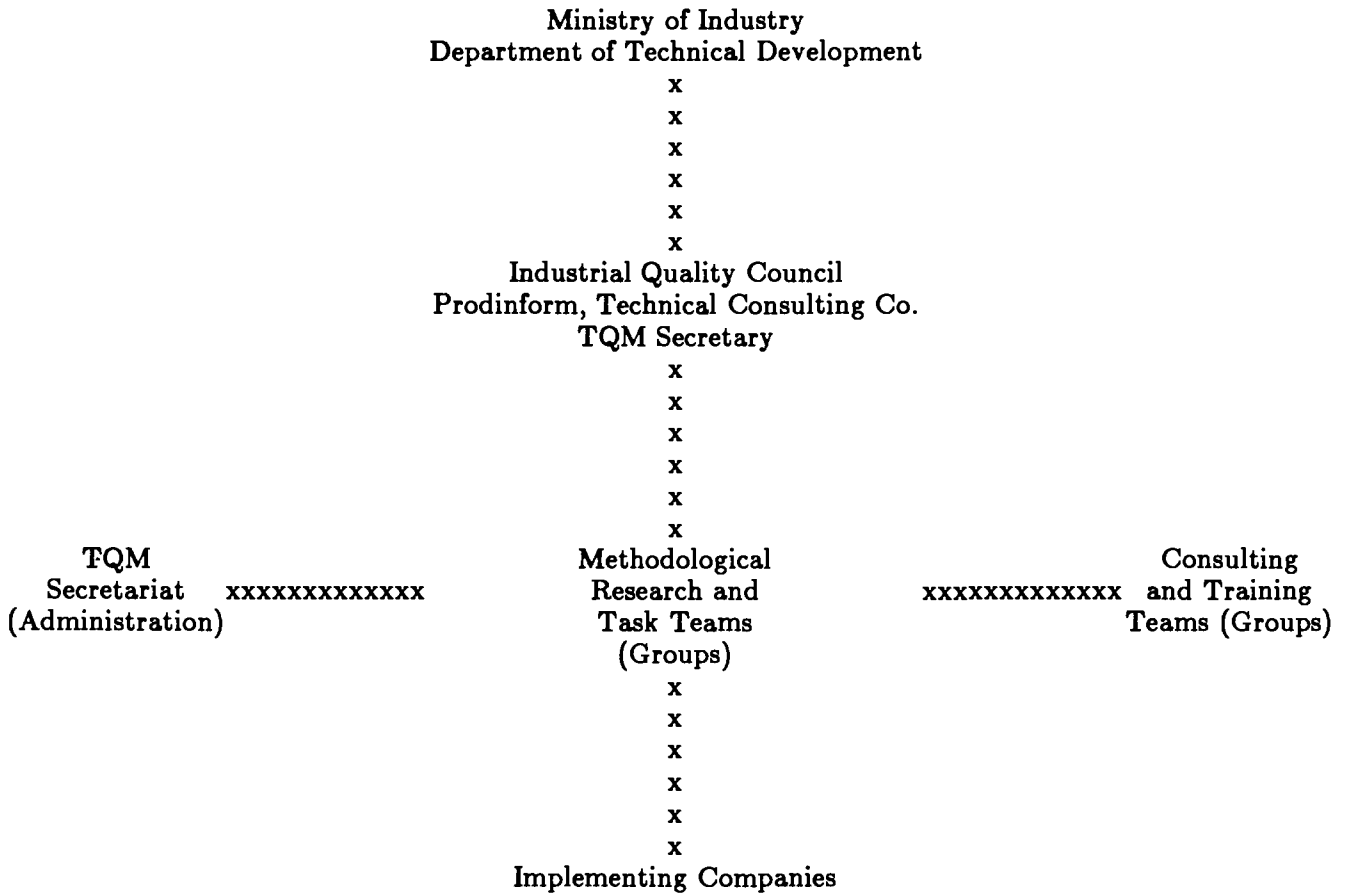 Ministry of Industry
Department of Technical Development
x
x
x
x
x
x
Industrial Quality Council
Prodinform, Technical Consulting Co.
TQM Secretary
x
x
x
x
x
x
TQM Methodological Consulting
Secretariat xxxxxxxxxxxxx Research and xxxxxxxxxxxxx and Training
(Administration) Task Teams Teams (Groups)
(Groups)
x
x
x
x
x
x
Implementing Companies